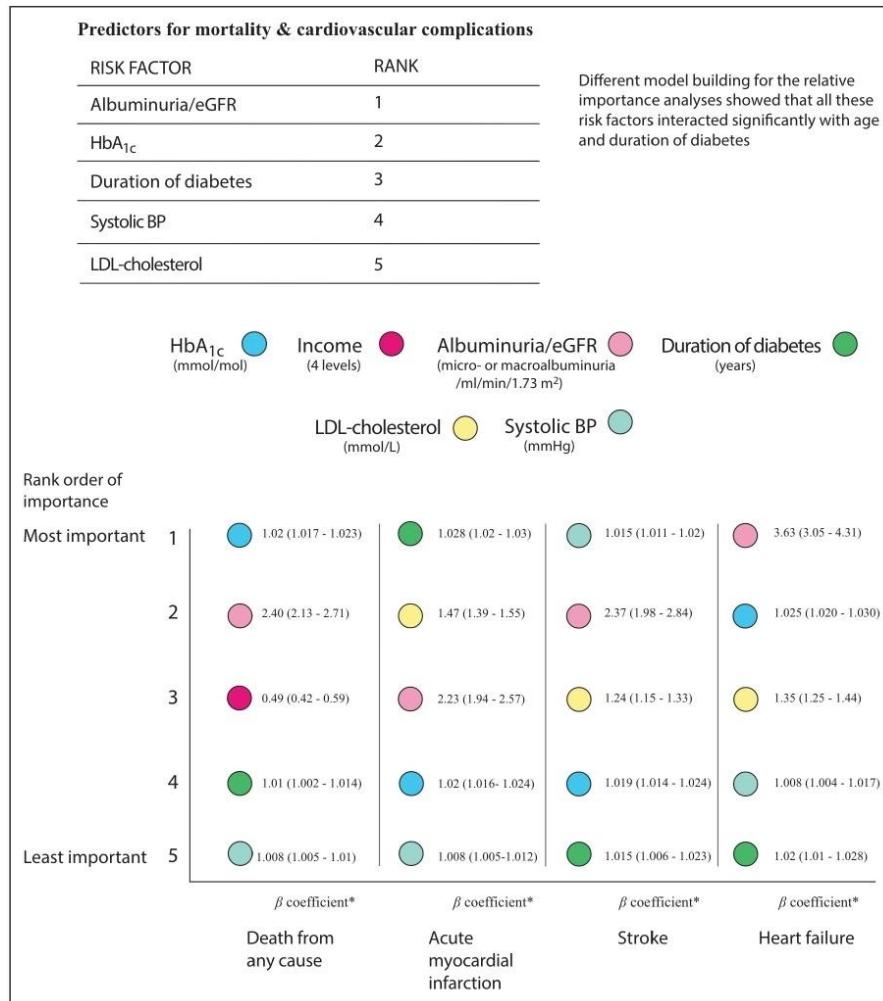 Predictors for mortality & cardiovascular complications
RISK FACTOR RANK
Albuminuria/eGFR 1
HbA1c 2
Duration of diabetes 3
Systolic BP 4
LDL-cholesterol 5
Different model building for the relative
importance analyses showed that all these
risk factors interacted significantly with age
and duration of diabetes
HbA1c Income Albuminuria/eGFR Duration of diabetes
(mmol/mol) (4 levels) (micro- or macroalbuminuria (years)
/ml/min/1.73 m²)
LDL-cholesterol Systolic BP
(mmol/L) (mmHg)
Rank order of
importance
Most important 1 1.02 (1.017 - 1.023) 1.028 (1.02 - 1.03) 1.015 (1.011 - 1.02) 3.63 (3.05 - 4.31)
2 2.40 (2.13 - 2.71) 1.47 (1.39 - 1.55) 2.37 (1.98 - 2.84) 1.025 (1.020 - 1.030)
3 0.49 (0.42 - 0.59) 2.23 (1.94 - 2.57) 1.24 (1.15 - 1.33) 1.35 (1.25 - 1.44)
4 1.01 (1.002 - 1.014) 1.02 (1.016- 1.024) 1.019 (1.014 - 1.024) 1.008 (1.004 - 1.017)
Least important 5 1.008 (1.005 - 1.01) 1.008 (1.005-1.012) 1.015 (1.006 - 1.023) 1.02 (1.01 - 1.028)
β coefficient* β coefficient* β coefficient* β coefficient*
Death from Acute Stroke Heart failure
any cause myocardial
infarction